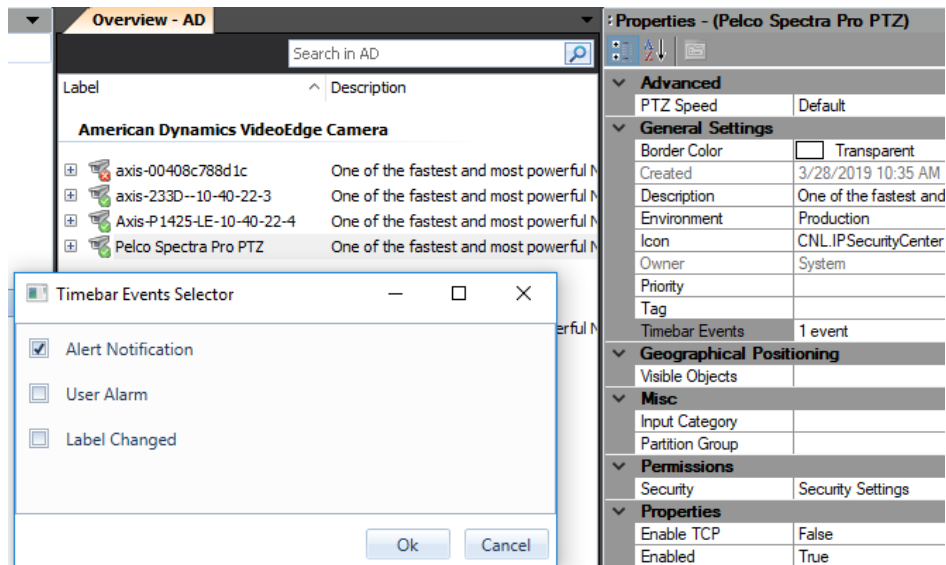 Overview - AD
Search in AD
Label
Description
American Dynamics VideoEdge Camera
axis-00408c788d1c One of the fastest and most powerful N
axis-233D--10-40-22-3 One of the fastest and most powerful N
Axis-P1425-LE-10-40-22-4 One of the fastest and most powerful N
Pelco Spectra Pro PTZ One of the fastest and most powerful N
erful N
Timebar Events Selector
Alert Notification
User Alarm
Label Changed
Ok Cancel
Properties - (Pelco Spectra Pro PTZ)
Advanced
PTZ Speed Default
General Settings
Border Color Transparent
Created 3/28/2019 10:35 AM
Description One of the fastest and
Environment Production
Icon CNL.IPSecurityCenter
Owner System
Priority
Tag
Timebar Events 1 event
Geographical Positioning
Visible Objects
Misc
Input Category
Partition Group
Permissions
Security Security Settings
Properties
Enable TCP False
Enabled True